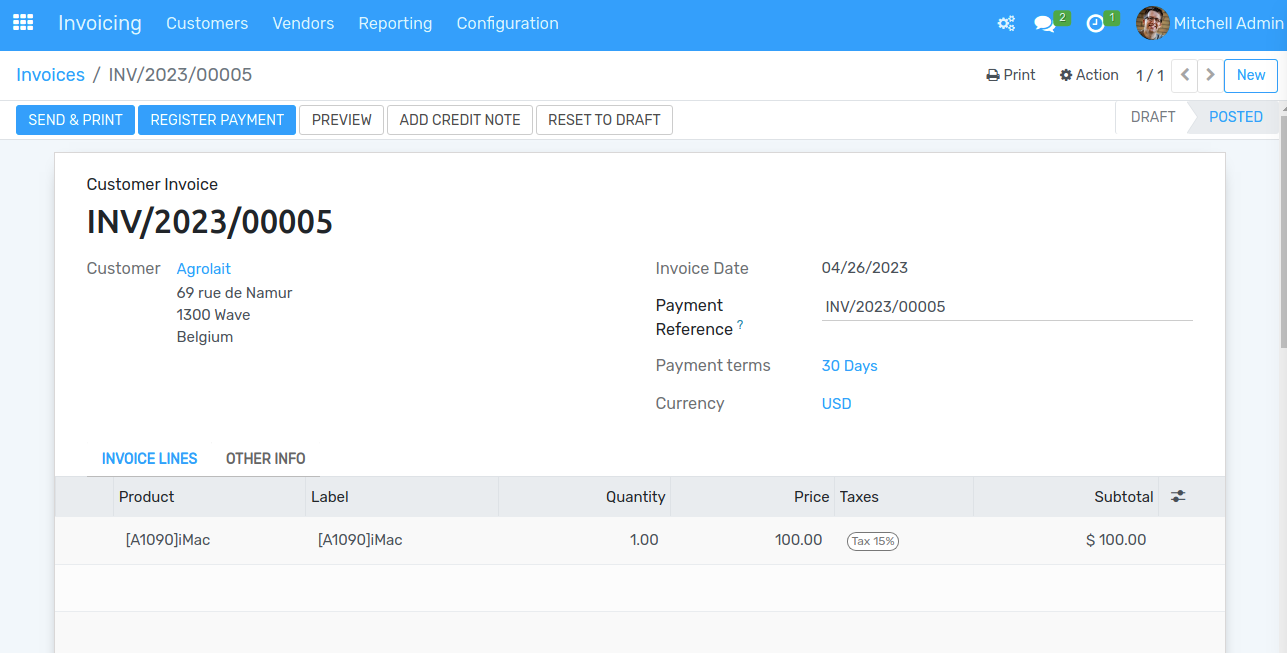 Invoicing Customers Vendors Reporting Configuration 2 1 Mitchell Admin
Invoices / INV/2023/00005 Print Action 1 / 1 New
SEND & PRINT REGISTER PAYMENT PREVIEW ADD CREDIT NOTE RESET TO DRAFT DRAFT POSTED
Customer Invoice
INV/2023/00005
Customer Agrolait
69 rue de Namur
1300 Wave
Belgium
Invoice Date 04/26/2023
Payment
Reference ? INV/2023/00005
Payment terms 30 Days
Currency USD
INVOICE LINES OTHER INFO
Product Label Quantity Price Taxes Subtotal
[A1090]iMac [A1090]iMac 1.00 100.00 Tax 15% $ 100.00